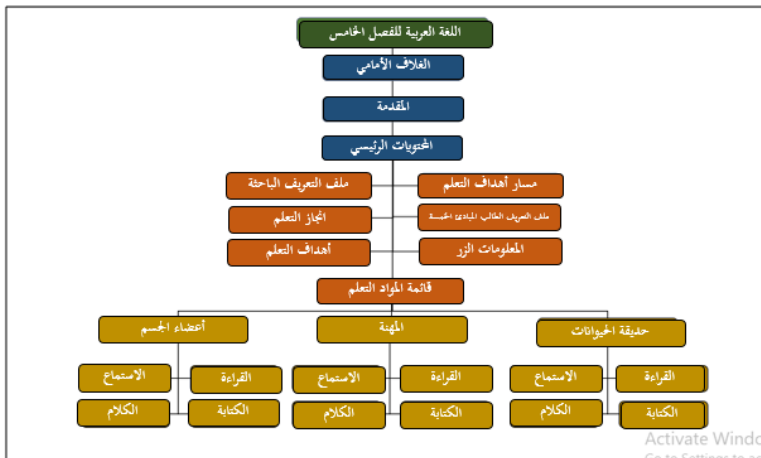 اللغة العربية للفصل الخامس
الغلاف الأمامي
المقدمة
المحتويات الرئيسي
مسار أهداف التعلم
ملف التعريف الباحثة
ملف التعريف الطالب المبادئ الخمسة
انجاز التعلم
المعلومات الزر
أهداف التعلم
قائمة المواد التعلم
حديقة الحيوانات
المهنة
أعضاء الجسم
القراءة
الاستماع
القراءة
الاستماع
القراءة
الاستماع
الكتابة
الكلام
الكتابة
الكلام
الكتابة
الكلام
Activate Windo